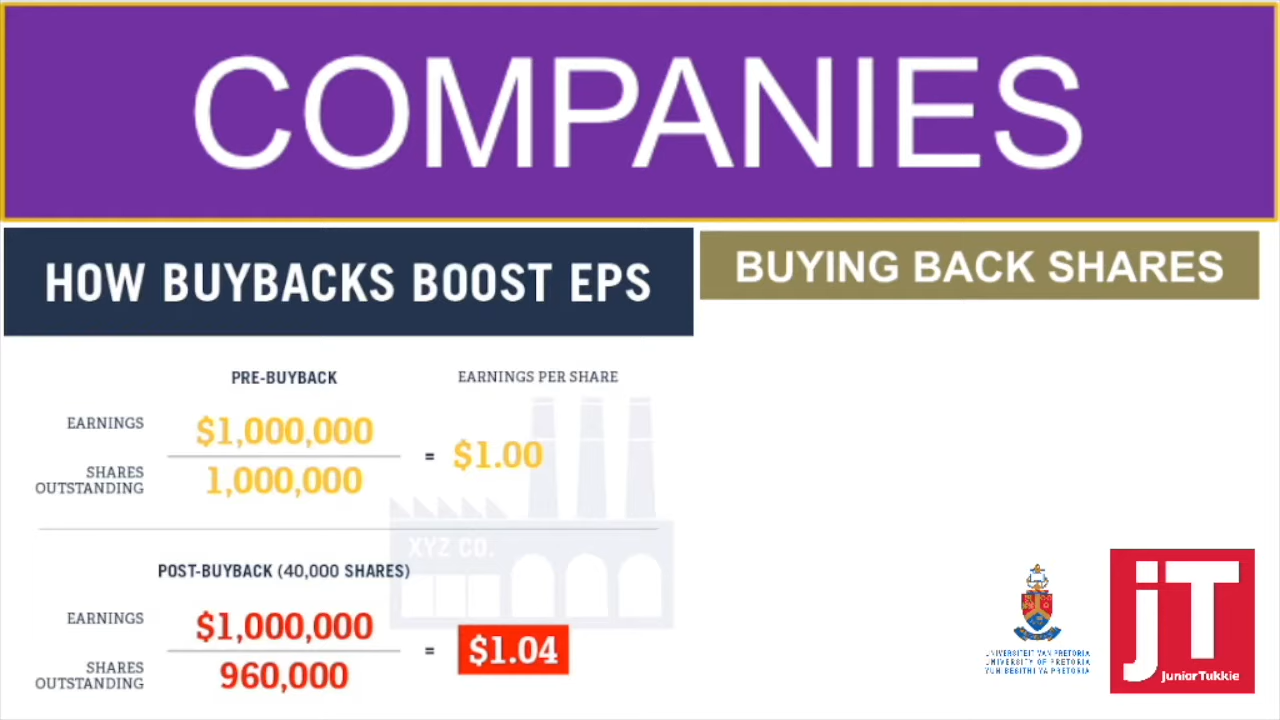 COMPANIES
HOW BUYBACKS BOOST EPS
BUYING BACK SHARES
PRE-BUYBACK
EARNINGS PER SHARE
EARNINGS
$1,000,000
= $1.00
SHARES
OUTSTANDING
1,000,000
XYZ CO.
POST-BUYBACK (40,000 SHARES)
EARNINGS
$1,000,000
= $1.04
SHARES
OUTSTANDING
960,000
UNIVERSITEIT VAN PRETORIA
UNIVERSITY OF PRETORIA
YUNIBESITHI YA PRETORIA
jT
JuniorTukkie